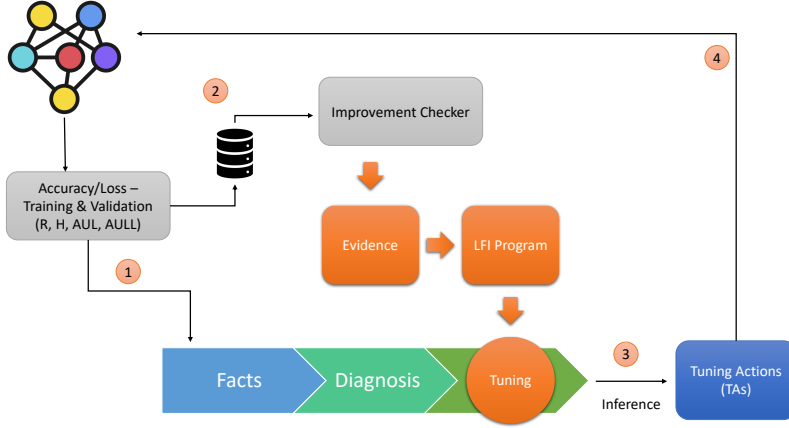 4
2
Improvement Checker
Accuracy/Loss –
Training & Validation
(R, H, AUL, AULL)
Evidence
LFI Program
1
Facts
Diagnosis
Tuning
3
Inference
Tuning Actions
(TAs)